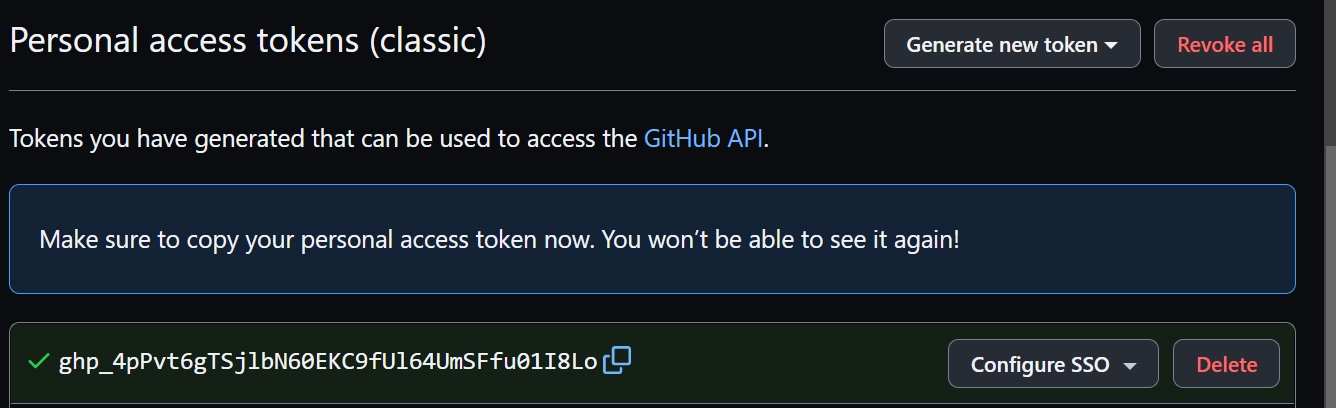 Personal access tokens (classic)
Generate new token
Revoke all
Tokens you have generated that can be used to access the GitHub API.
Make sure to copy your personal access token now. You won’t be able to see it again!
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
Configure SSO
Delete